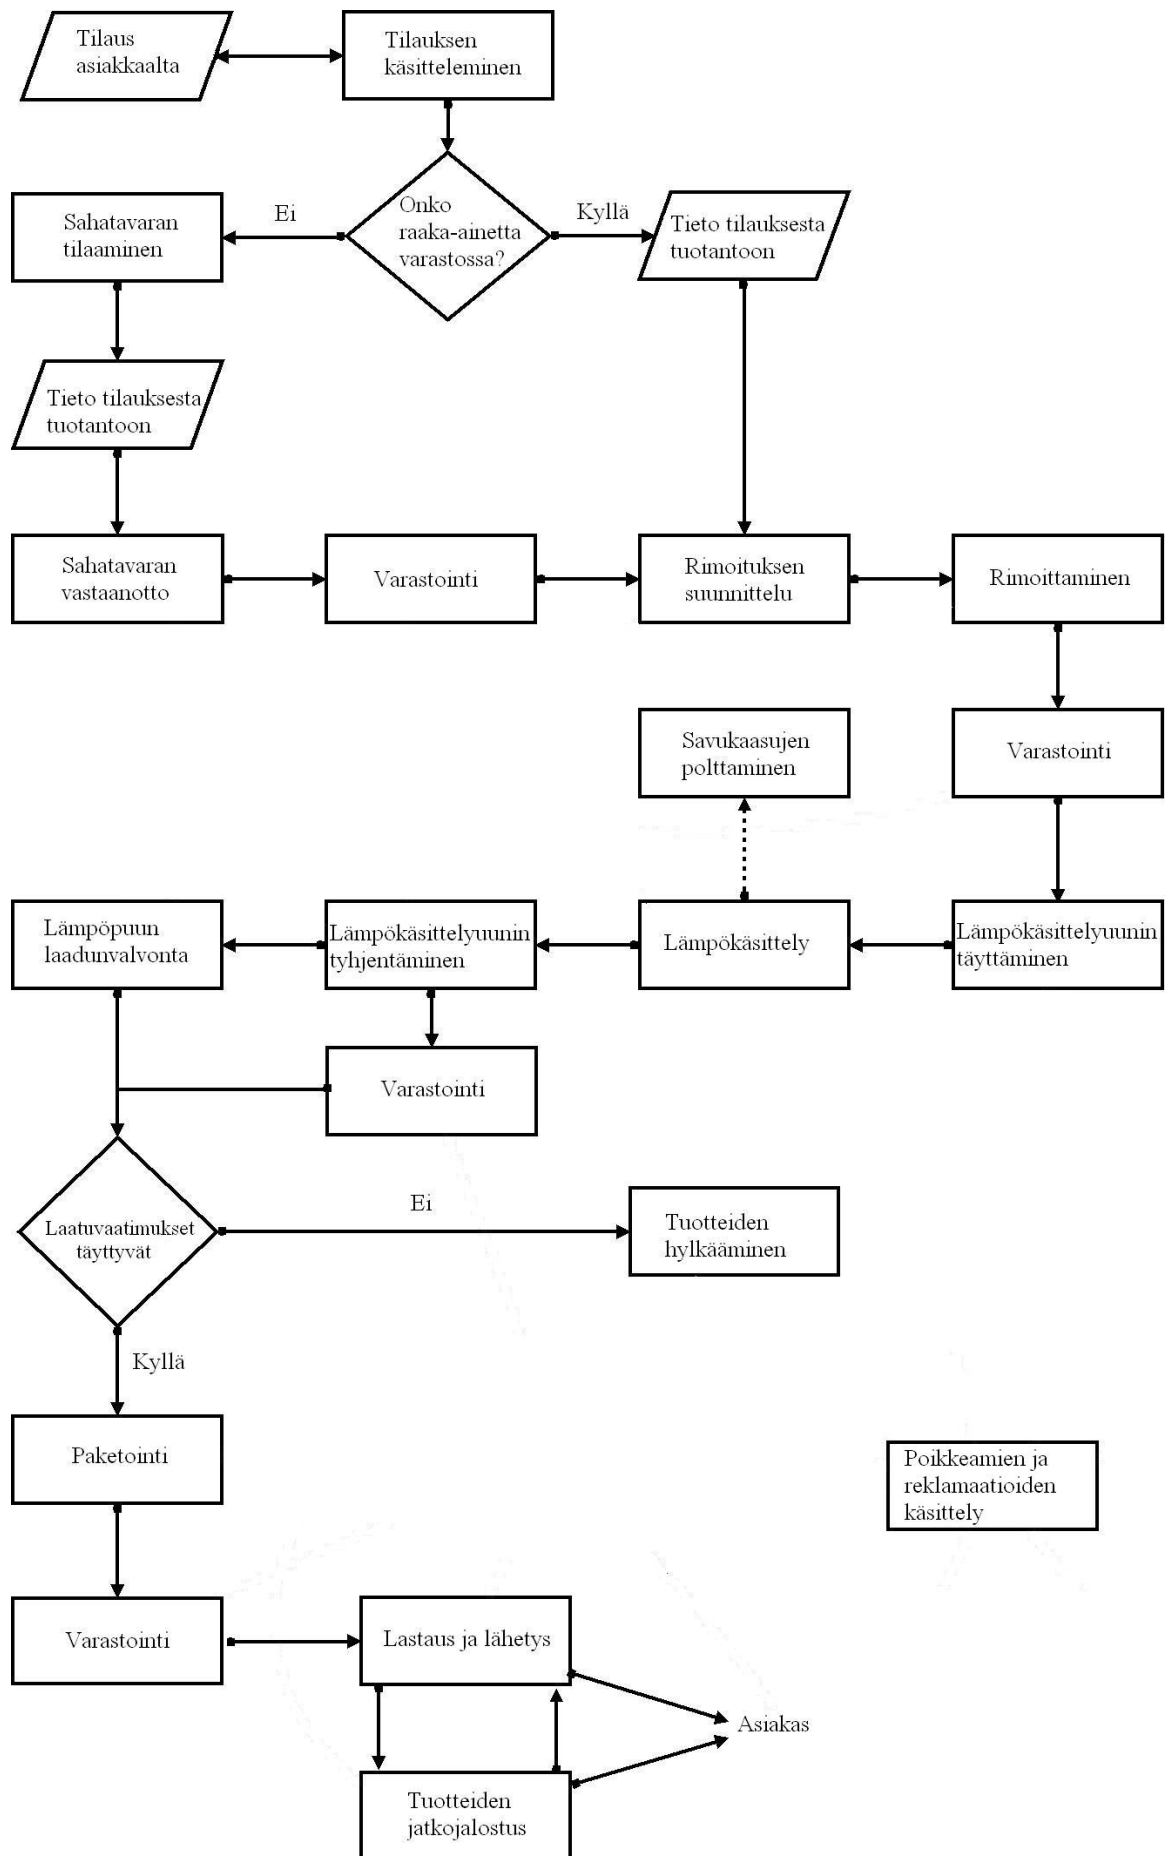 Tilaus
asiakkaalta
Tilauksen
käsitteleminen
Onko
raaka-ainetta
varastossa?
Ei
Kyllä
Sahatavaran
tilaaminen
Tieto tilauksesta
tuotantoon
Tieto tilauksesta
tuotantoon
Sahatavaran
vastaanotto
Varastointi
Rimoituksen
suunnittelu
Rimoittaminen
Savukaasujen
polttaminen
Varastointi
Lämpöpuun
laadunvalvonta
Lämpökäsittelyuunin
tyhjentäminen
Lämpökäsittely
Lämpökäsittelyuunin
täyttäminen
Varastointi
Laatuvaatimukset
täyttyvät
Ei
Tuotteiden
hylkääminen
Kyllä
Paketointi
Poikkeamien ja
reklamaatioiden
käsittely
Varastointi
Lastaus ja lähetys
Asiakas
Tuotteiden
jatkojalostus